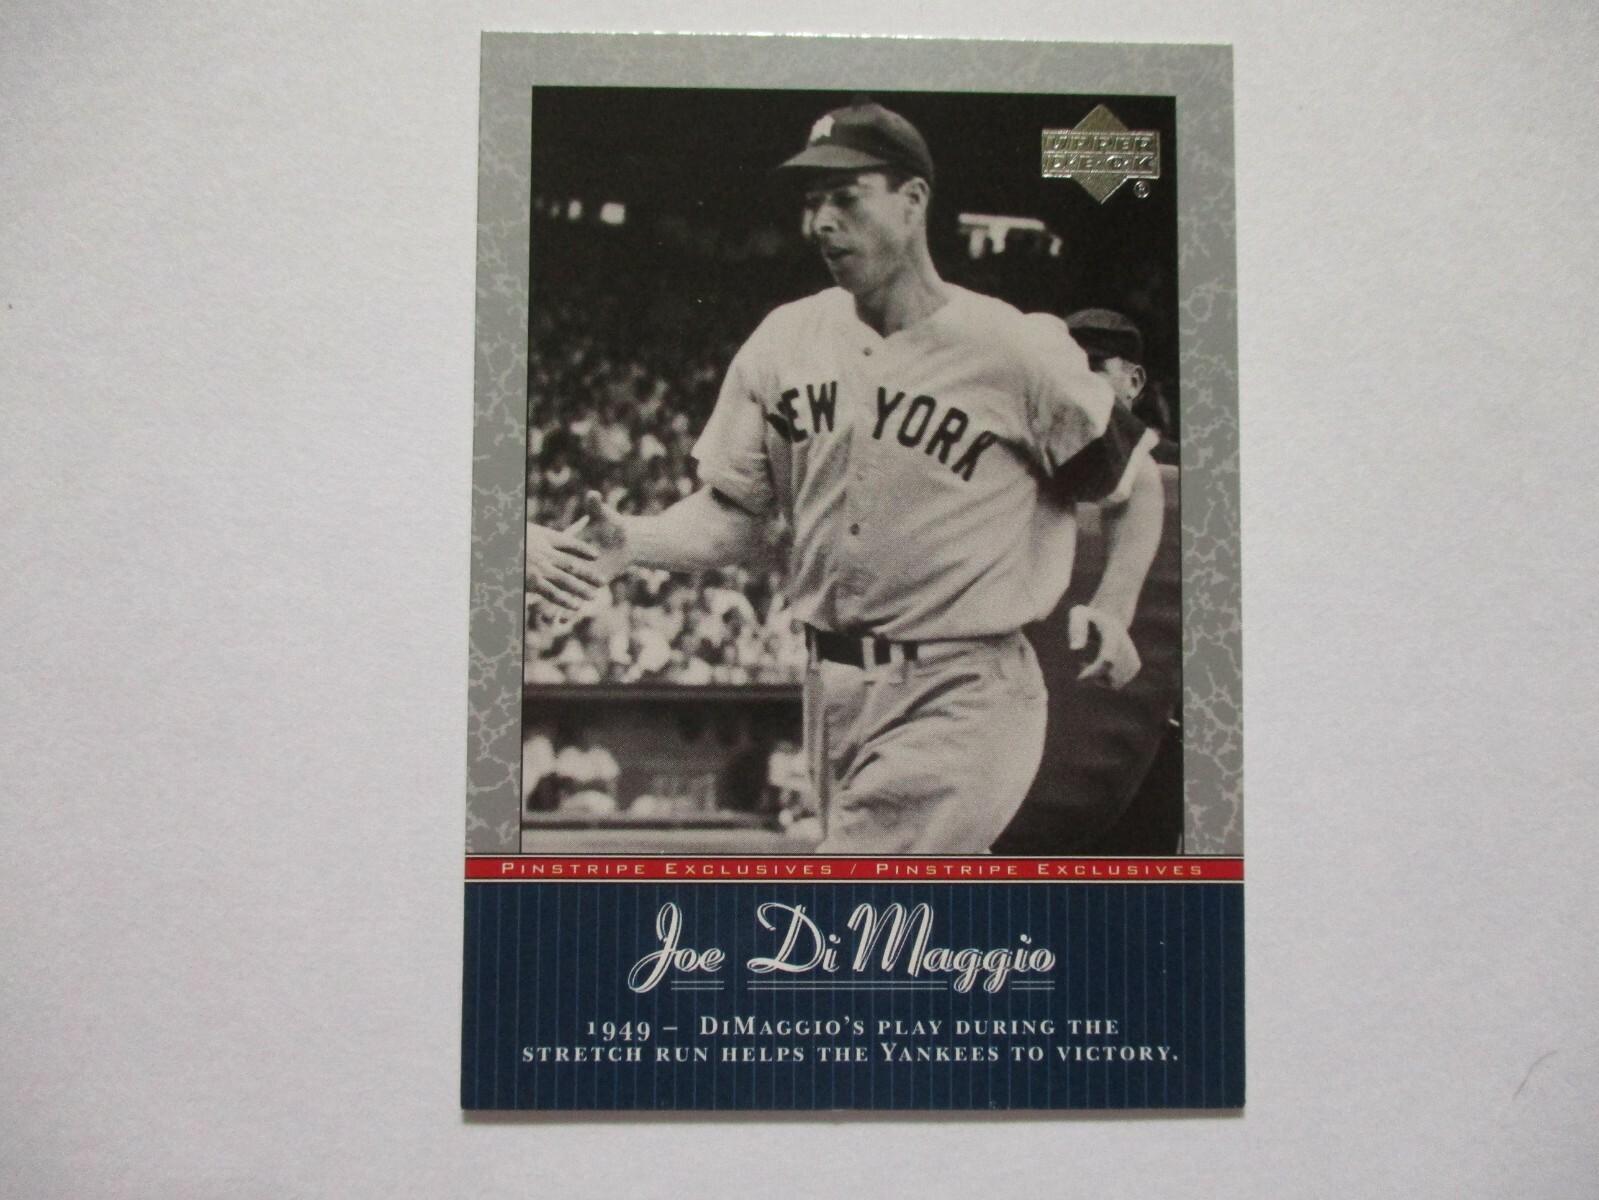 UPPER
DECK
®
NEW YORK
PINSTRIPE EXCLUSIVES / PINSTRIPE EXCLUSIVES
Joe DiMaggio
1949 – DIMAGGIO'S PLAY DURING THE
STRETCH RUN HELPS THE YANKEES TO VICTORY.